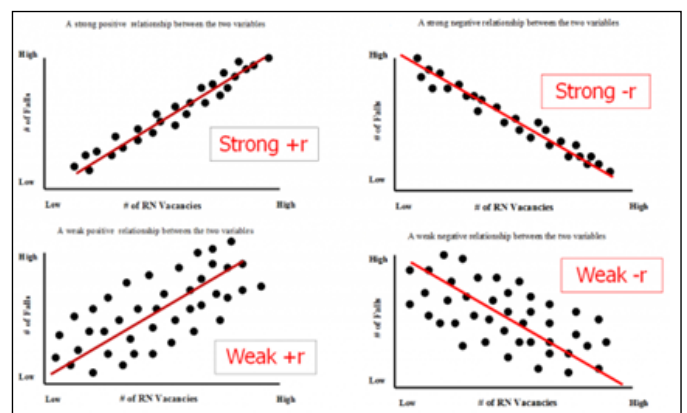 A strong positive relationship between the two variables
High
# of Falls
Strong +r
Low
Low # of RN Vacancies High
A strong negative relationship between the two variables
High
# of Falls
Strong -r
Low
Low # of RN Vacancies High
A weak positive relationship between the two variables
High
# of Falls
Weak +r
Low
Low # of RN Vacancies High
A weak negative relationship between the two variables
High
# of Falls
Weak -r
Low
Low # of RN Vacancies High